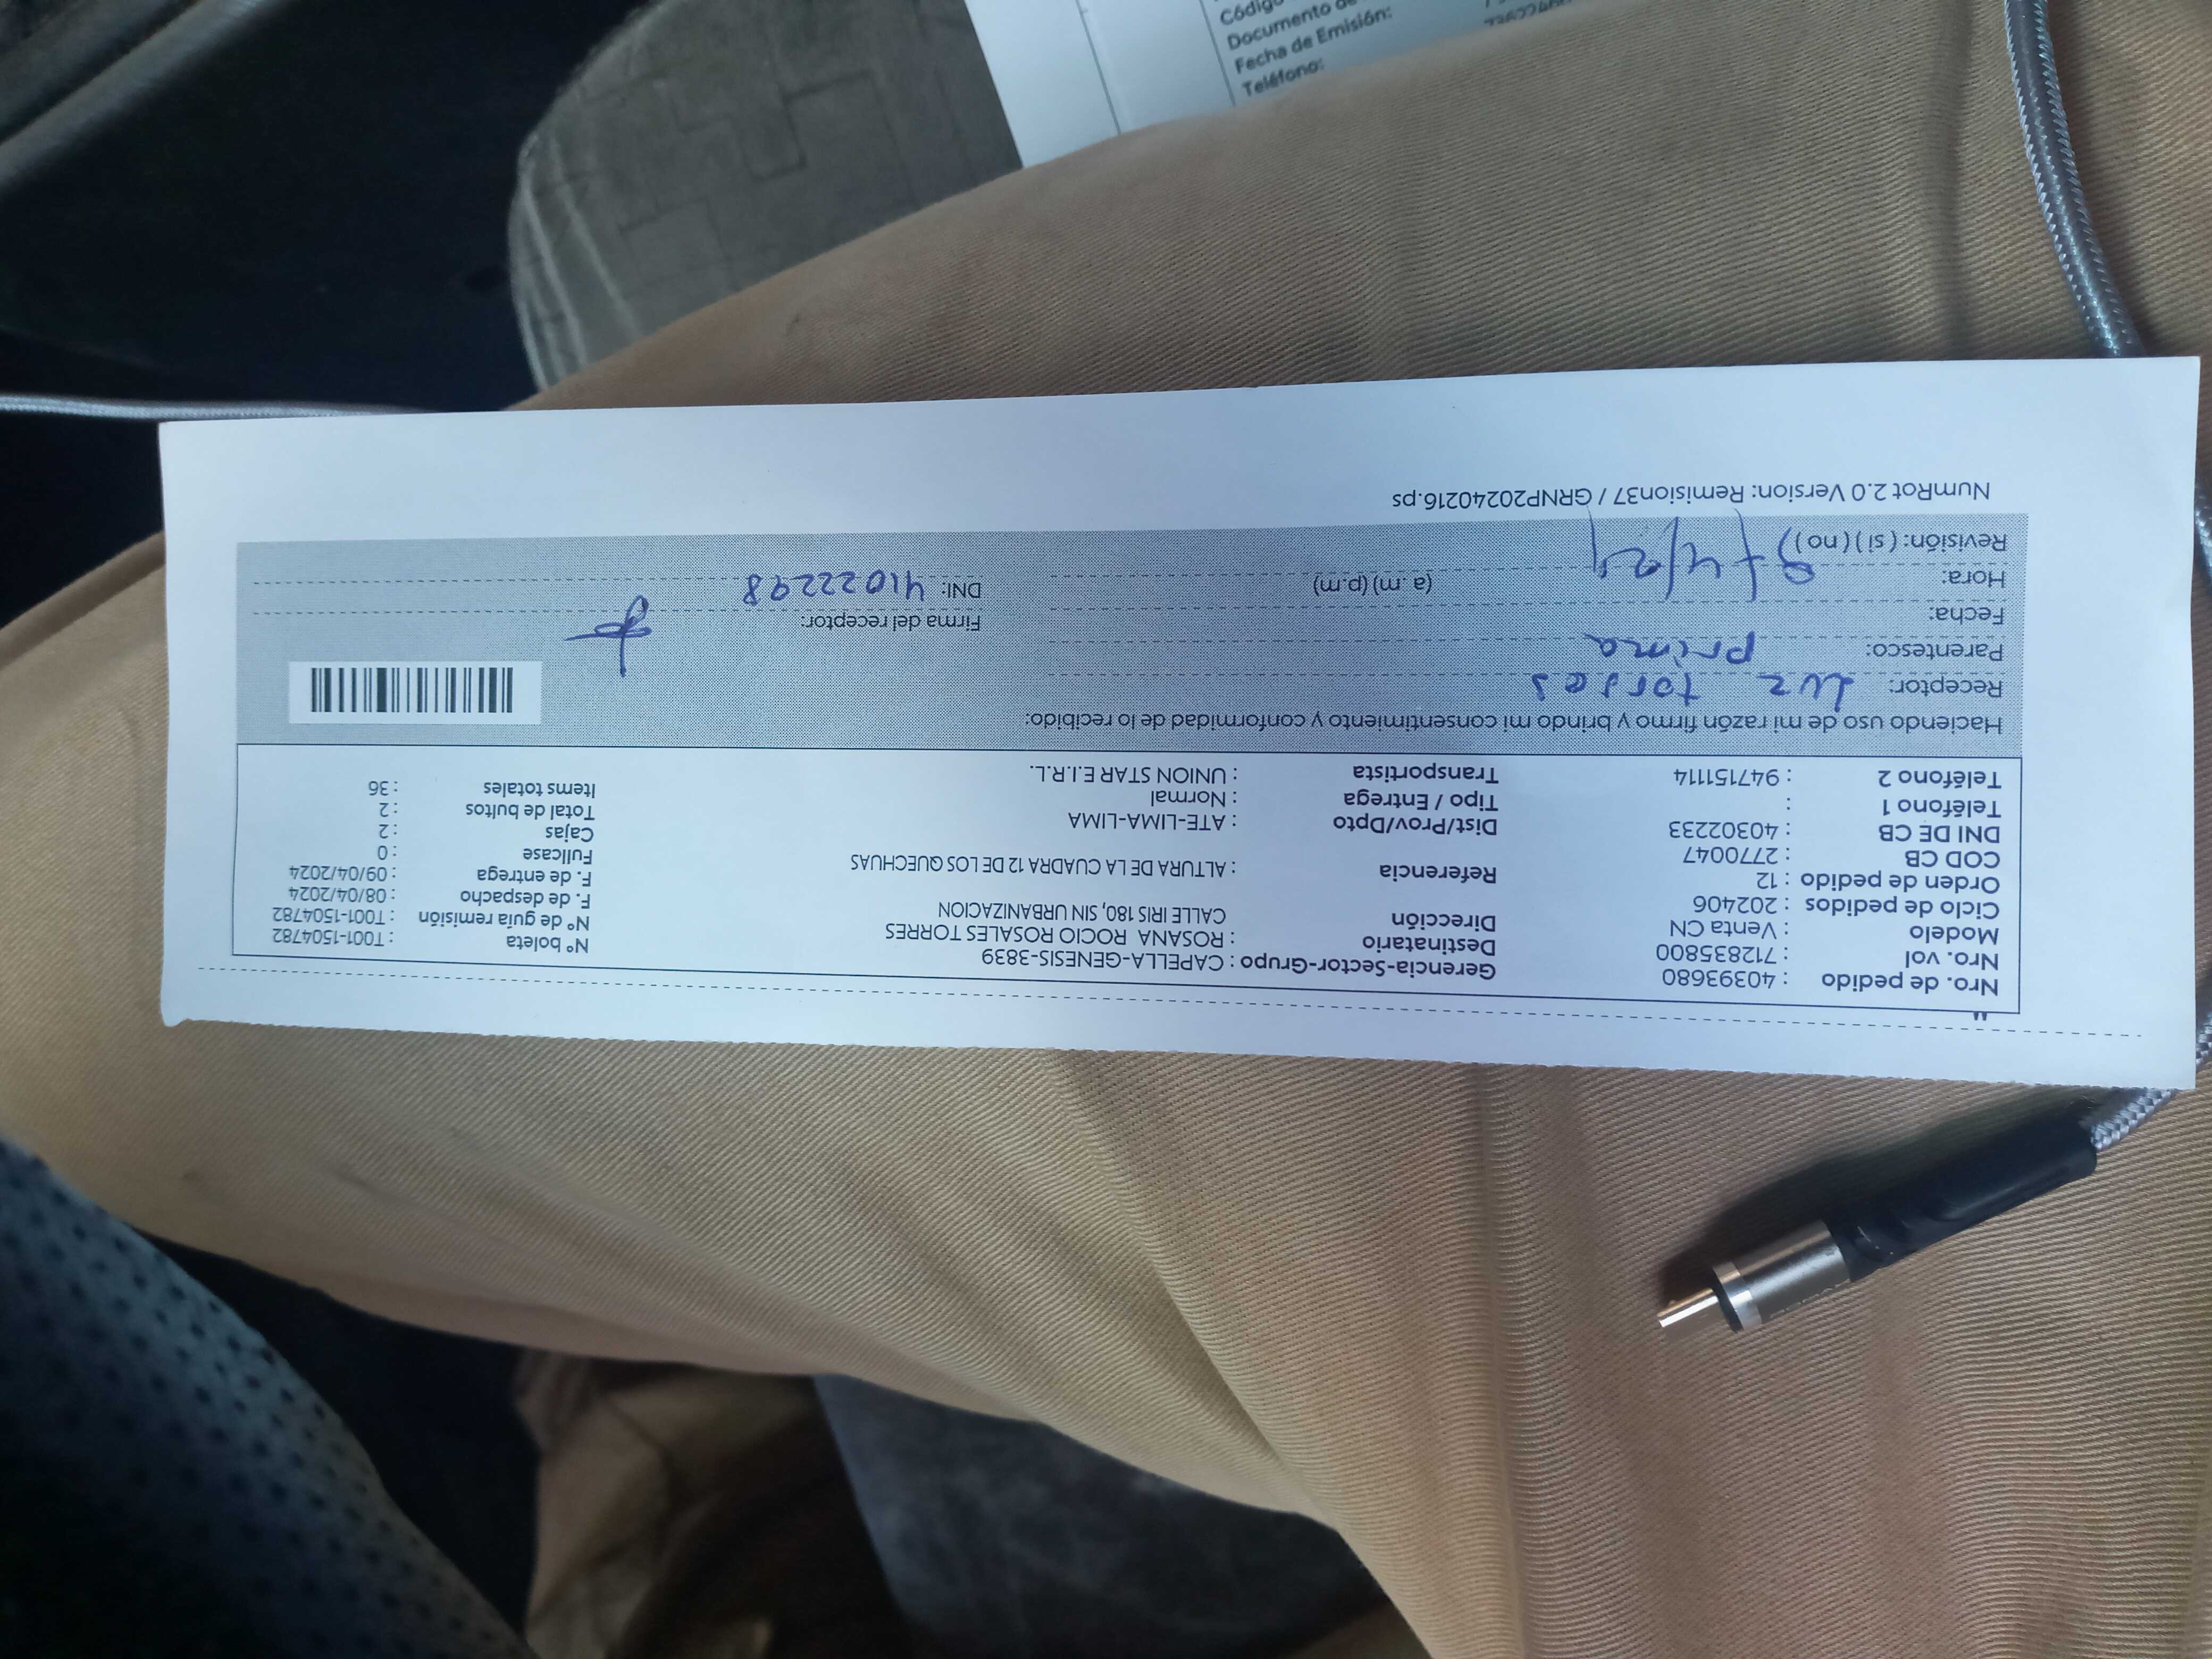 Código
Documento de
Fecha de Emisión:
Teléfono:
Nro. de pedido : 40393680
Nro. vol : 712835800
Modelo : Venta CN
Ciclo de pedidos : 202406
Orden de pedido : 12
COD CB : 2770047
DNI DE CB : 40302233
Teléfono 1 :
Teléfono 2 : 947151114
Gerencia-Sector-Grupo : CAPELLA-GENESIS-3839
Destinatario : ROSANA ROCIO ROSALES TORRES
Dirección CALLE IRIS 180, SIN URBANIZACION
Referencia : ALTURA DE LA CUADRA 12 DE LOS QUECHUAS
Dist/Prov/Dpto : ATE-LIMA-LIMA
Tipo / Entrega : Normal
Transportista : UNION STAR E.I.R.L.
N° boleta : T001-1504782
N° de guía remisión : T001-1504782
F. de despacho : 08/04/2024
F. de entrega : 09/04/2024
Fullcase : 0
Cajas : 2
Total de bultos : 2
Items totales : 36
Haciendo uso de mi razón firmo y brindo mi consentimiento y conformidad de lo recibido:
Receptor: Luz torres
Parentesco: prima
Fecha:
Hora: (a. m) (p.m)
Revisión: ( si ) ( no )
Firma del receptor:
DNI: 41022298
NumRot 2.0 Version: Remision37 / GRNP20240216.ps